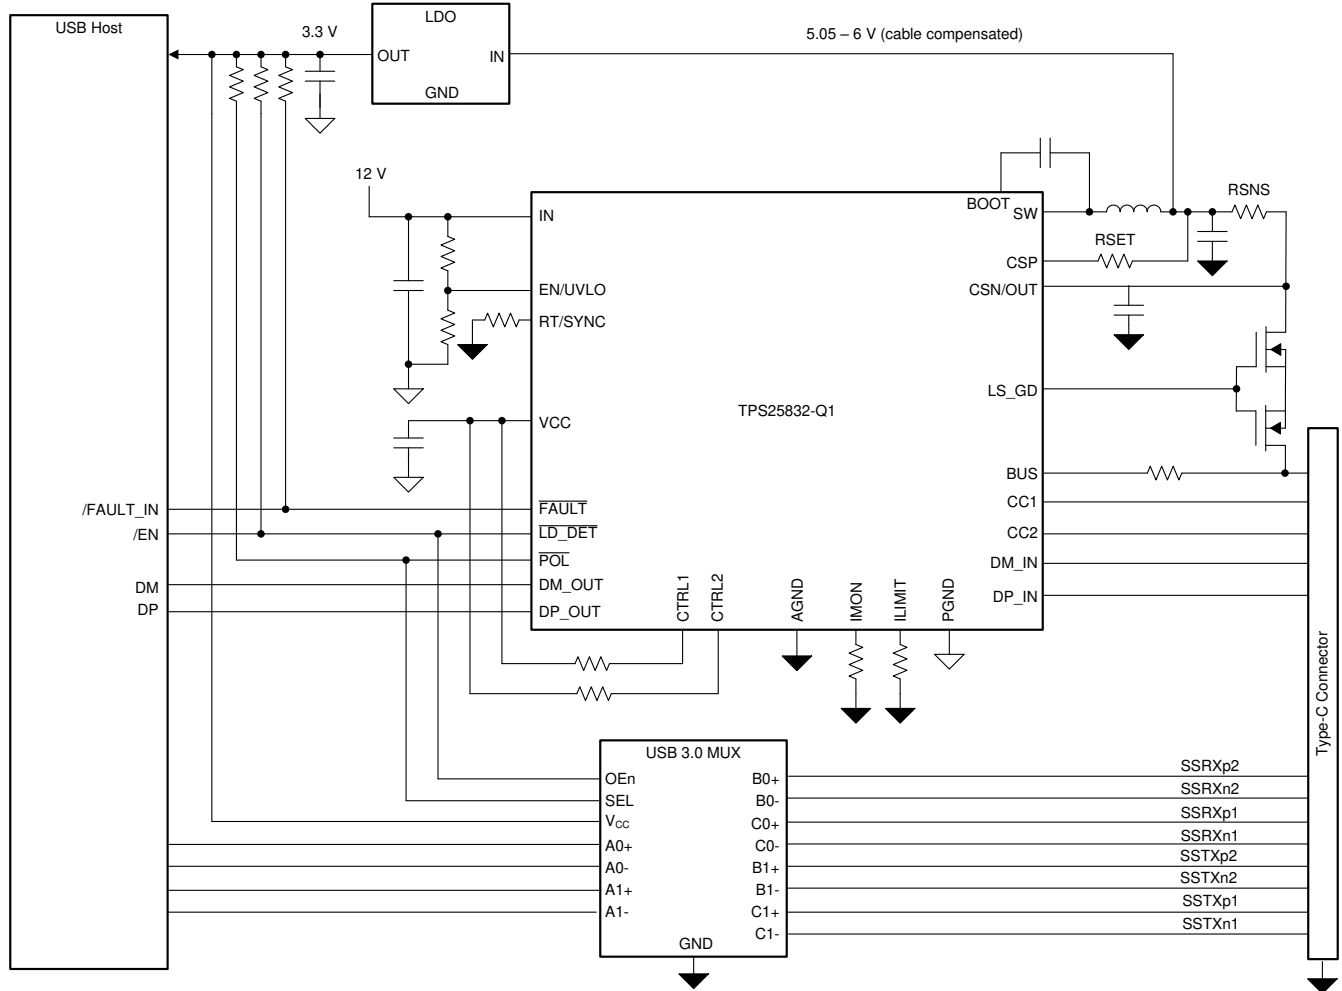 USB Host
LDO
3.3 V
OUT
IN
GND
5.05 – 6 V (cable compensated)
12 V
BOOT
SW
RSNS
IN
RSET
CSP
EN/UVLO
CSN/OUT
RT/SYNC
LS_GD
TPS25832-Q1
VCC
BUS
/FAULT_IN
FAULT
CC1
/EN
LD_DET
CC2
POL
DM_IN
DM
DM_OUT
DP
DP_OUT
DP_IN
CTRL1
CTRL2
AGND
IMON
ILIMIT
PGND
Type-C Connector
USB 3.0 MUX
OEn
SEL
VCC
A0+
A0-
A1+
A1-
B0+
B0-
C0+
C0-
B1+
B1-
C1+
C1-
GND
SSRXp2
SSRXn2
SSRXp1
SSRXn1
SSTXp2
SSTXn2
SSTXp1
SSTXn1